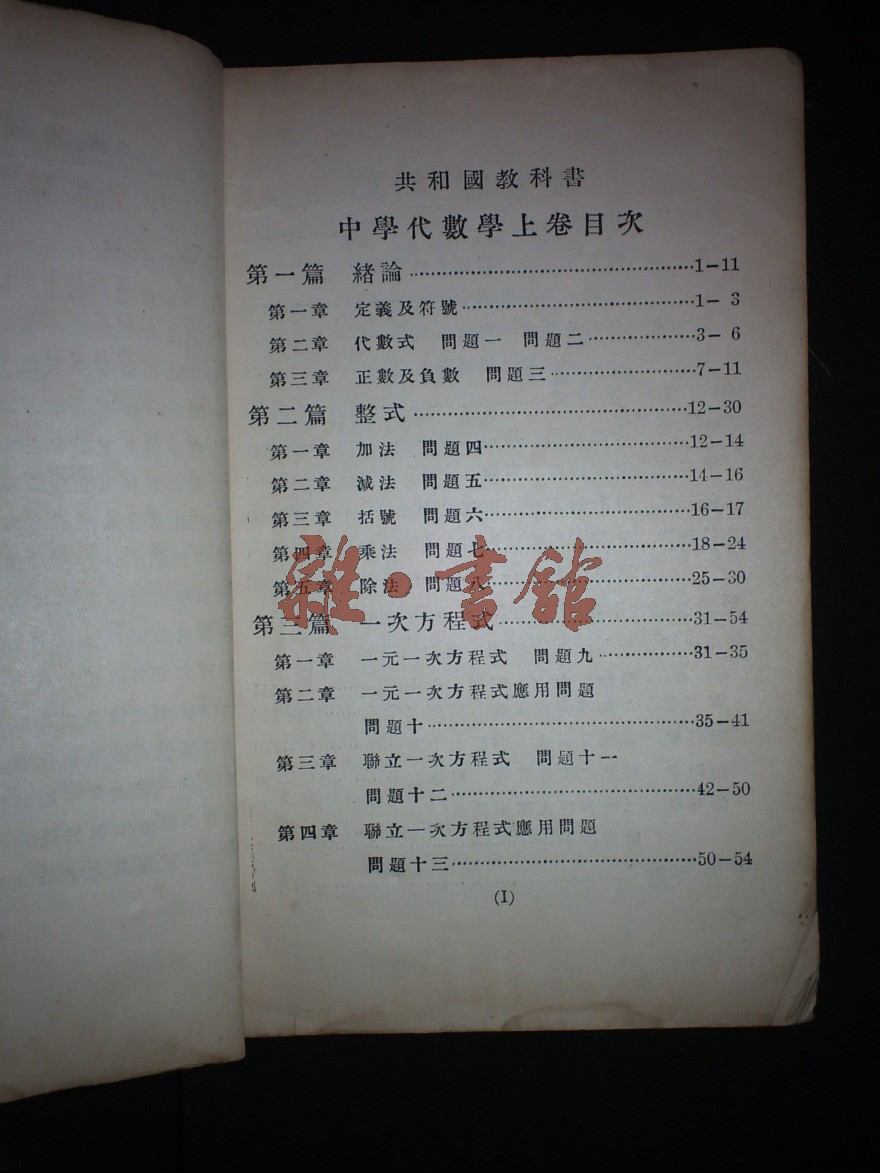 共和國教科書
中學代數學上卷目次
第一篇 緒論………………………………………1-11
第一章 定義及符號………………………………1- 3
第二章 代數式 問題一 問題二………………3- 6
第三章 正數及負數 問題三……………………7-11
第二篇 整式………………………………………12-30
第一章 加法 問題四……………………………12-14
第二章 減法 問題五……………………………14-16
第三章 括號 問題六……………………………16-17
第四章 乘法 問題七……………………………18-24
第五章 除法 問題八……………………………25-30
第三篇 一次方程式………………………………31-54
第一章 一元一次方程式 問題九………………31-35
第二章 一元一次方程式應用問題
問題十………………………………………35-41
第三章 聯立一次方程式 問題十一
問題十二……………………………………42-50
第四章 聯立一次方程式應用問題
問題十三……………………………………50-54
(I)
雜·書館